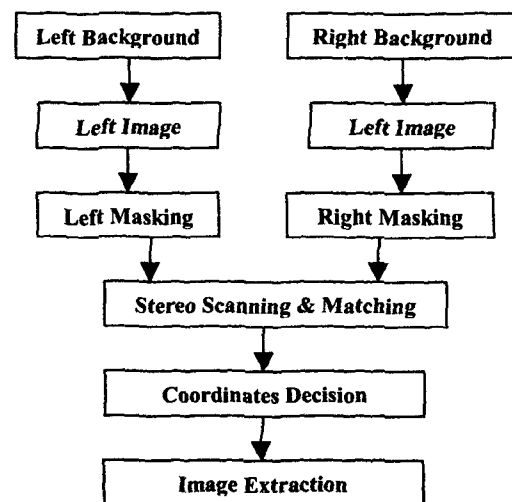 Left Background
Right Background
Left Image
Left Image
Left Masking
Right Masking
Stereo Scanning & Matching
Coordinates Decision
Image Extraction